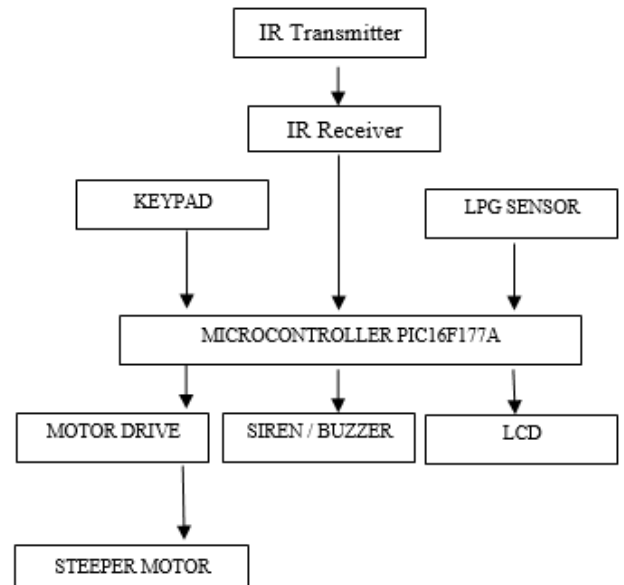 IR Transmitter
IR Receiver
KEYPAD
LPG SENSOR
MICROCONTROLLER PIC16F177A
MOTOR DRIVE
SIREN / BUZZER
LCD
STEEPER MOTOR